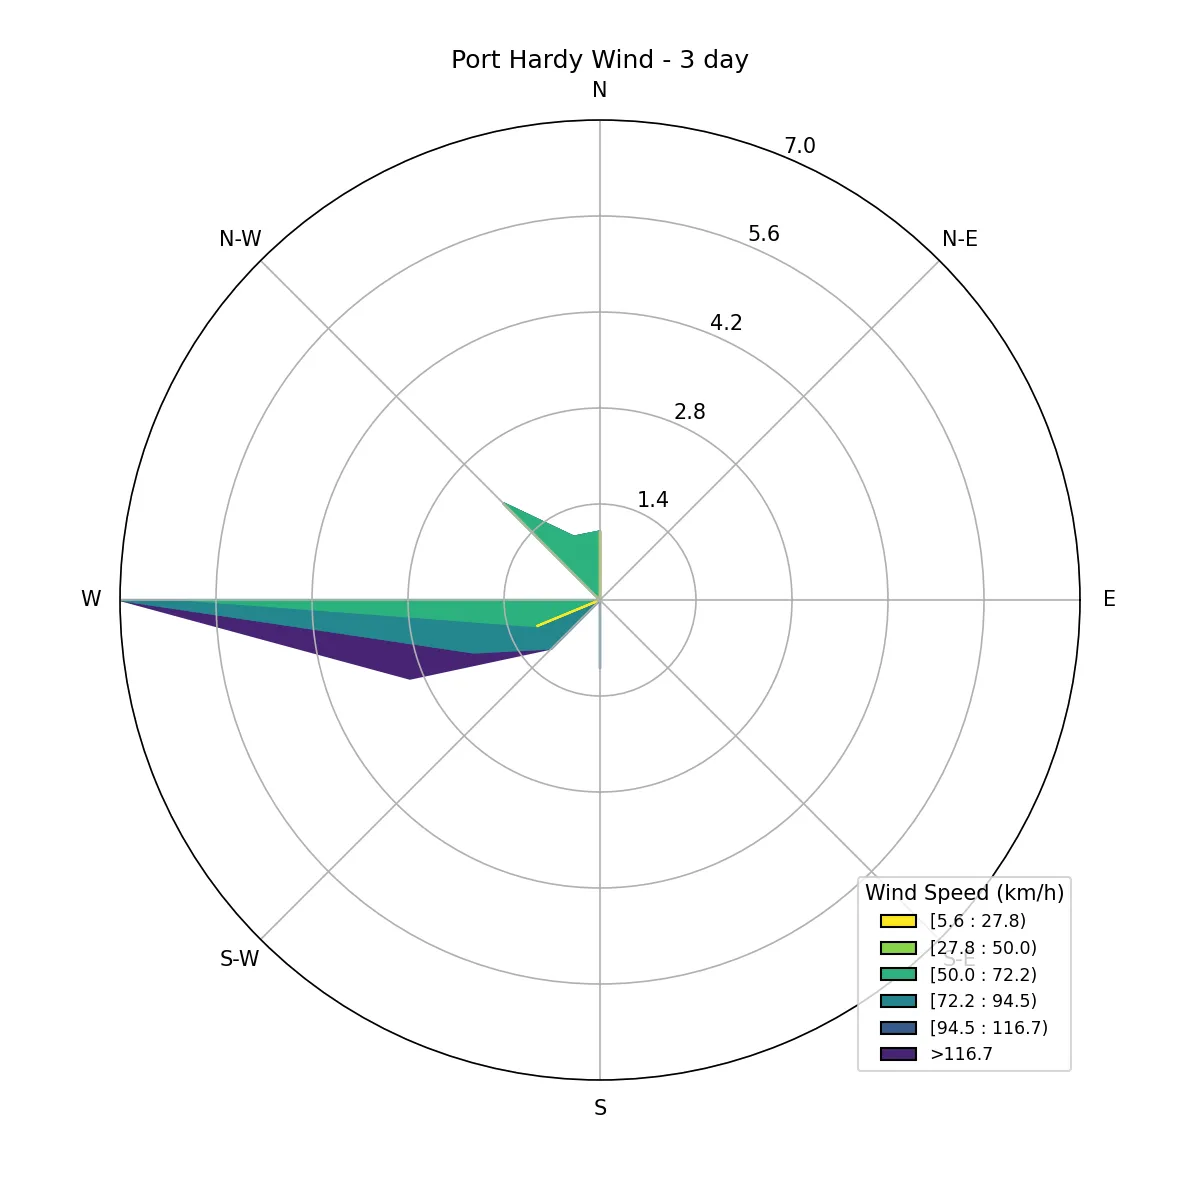 Port Hardy Wind - 3 day
N
7.0
N-W
5.6
N-E
4.2
2.8
1.4
W
E
S-W
S-E
S
Wind Speed (km/h)
[5.6 : 27.8)
[27.8 : 50.0)
[50.0 : 72.2)
[72.2 : 94.5)
[94.5 : 116.7)
>116.7